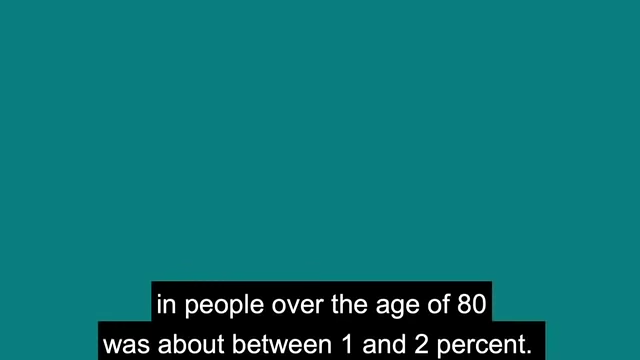 in people over the age of 80
was about between 1 and 2 percent.